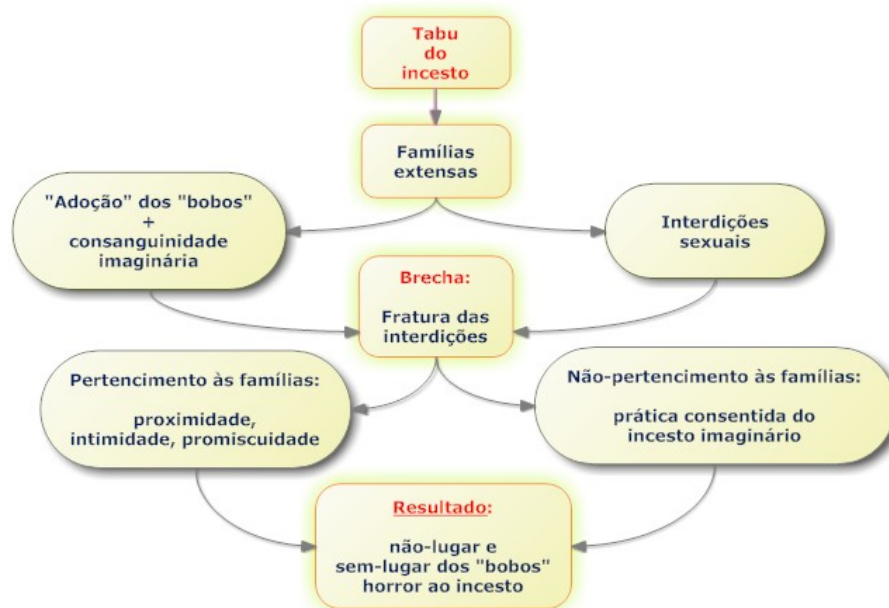 Tabu
do
incesto
Famílias
extensas
"Adoção" dos "bobos"
+
consanguinidade
imaginária
Interdições
sexuais
Brecha:
Fratura das
interdições
Pertencimento às famílias:
proximidade,
intimidade, promiscuidade
Não-pertencimento às famílias:
prática consentida do
incesto imaginário
Resultado:
não-lugar e
sem-lugar dos "bobos"
horror ao incesto